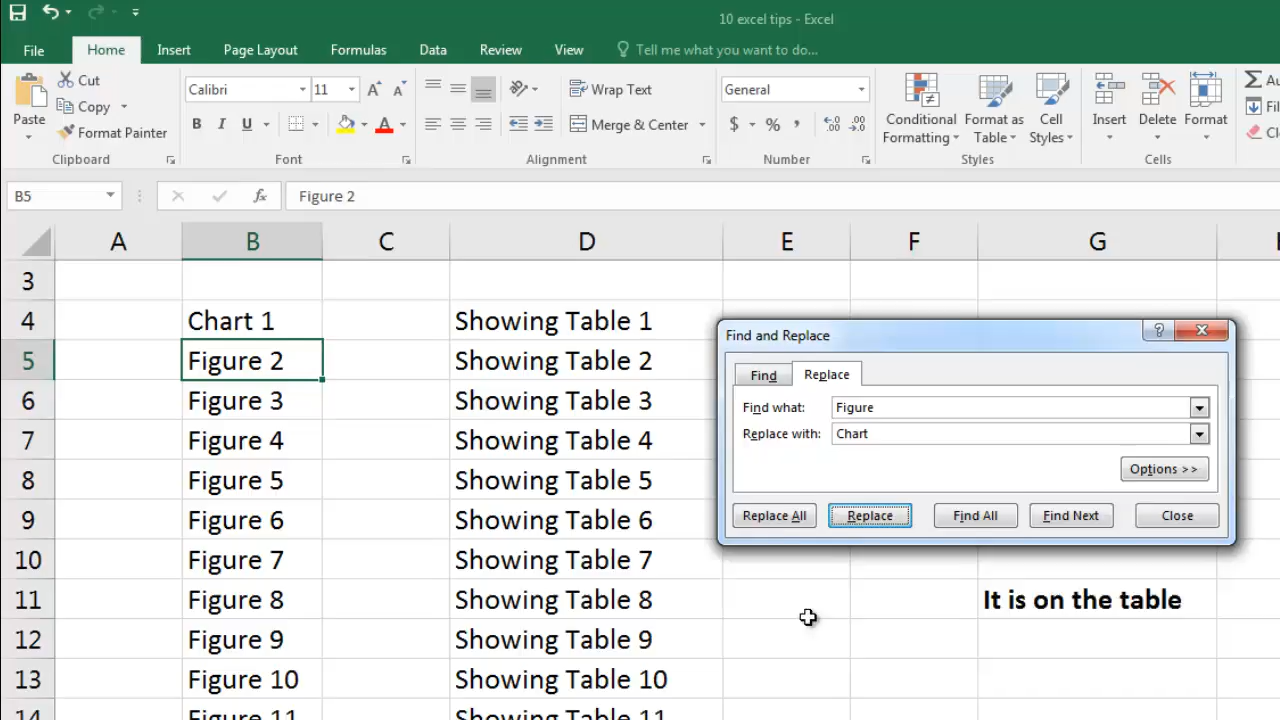 10 excel tips - Excel
File Home Insert Page Layout Formulas Data Review View Tell me what you want to do...
Paste
Cut
Copy
Format Painter
Clipboard
Calibri 11
B I U
Font
Wrap Text
Merge & Center
Alignment
General
$ % ,
Number
Conditional Formatting
Format as Table
Cell Styles
Styles
Insert Delete Format
Cells
B5 fx Figure 2
A B C D E F G
3
4 Chart 1 Showing Table 1
5 Figure 2 Showing Table 2
6 Figure 3 Showing Table 3
7 Figure 4 Showing Table 4
8 Figure 5 Showing Table 5
9 Figure 6 Showing Table 6
10 Figure 7 Showing Table 7
11 Figure 8 Showing Table 8 It is on the table
12 Figure 9 Showing Table 9
13 Figure 10 Showing Table 10
14 Figure 11 Showing Table 11
Find and Replace
Find Replace
Find what: Figure
Replace with: Chart
Options >>
Replace All Replace Find All Find Next Close